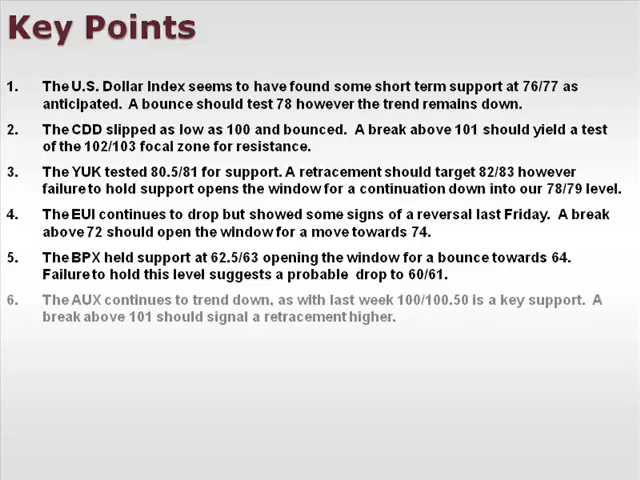 Key Points
1. The U.S. Dollar Index seems to have found some short term support at 76/77 as
anticipated. A bounce should test 78 however the trend remains down.
2. The CDD slipped as low as 100 and bounced. A break above 101 should yield a test
of the 102/103 focal zone for resistance.
3. The YUK tested 80.5/81 for support. A retracement should target 82/83 however
failure to hold support opens the window for a continuation down into our 78/79 level.
4. The EUI continues to drop but showed some signs of a reversal last Friday. A break
above 72 should open the window for a move towards 74.
5. The BPX held support at 62.5/63 opening the window for a bounce towards 64.
Failure to hold this level suggests a probable drop to 60/61.
6. The AUX continues to trend down, as with last week 100/100.50 is a key support. A
break above 101 should signal a retracement higher.